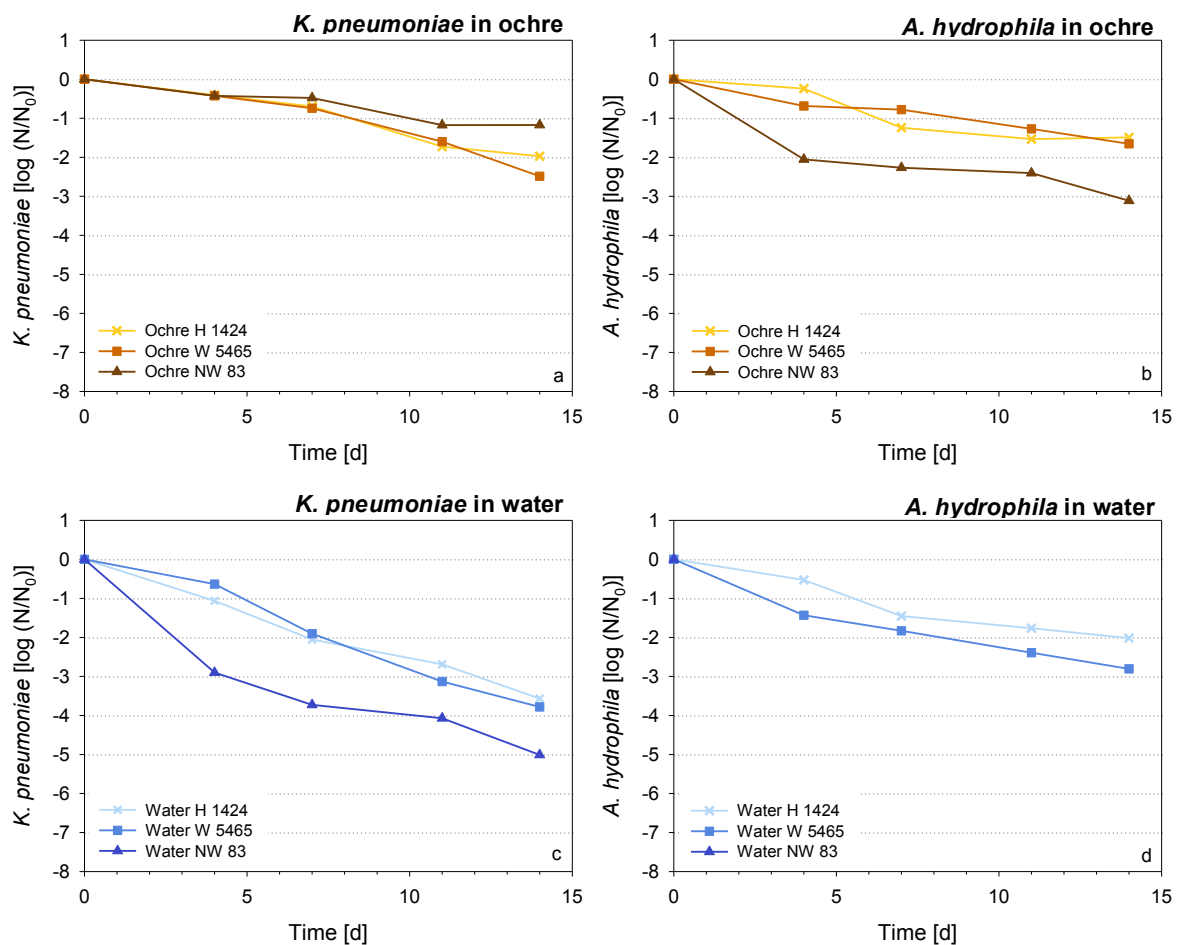 K. pneumoniae in ochre
1
0
-1
-2
-3
-4
-5
-6
-7
-8
K. pneumoniae [log (N/N₀)]
Ochre H 1424
Ochre W 5465
Ochre NW 83
a
0
5
10
15
Time [d]
A. hydrophila in ochre
1
0
-1
-2
-3
-4
-5
-6
-7
-8
A. hydrophila [log (N/N₀)]
Ochre H 1424
Ochre W 5465
Ochre NW 83
b
0
5
10
15
Time [d]
K. pneumoniae in water
1
0
-1
-2
-3
-4
-5
-6
-7
-8
K. pneumoniae [log (N/N₀)]
Water H 1424
Water W 5465
Water NW 83
c
0
5
10
15
Time [d]
A. hydrophila in water
1
0
-1
-2
-3
-4
-5
-6
-7
-8
A. hydrophila [log (N/N₀)]
Water H 1424
Water W 5465
Water NW 83
d
0
5
10
15
Time [d]